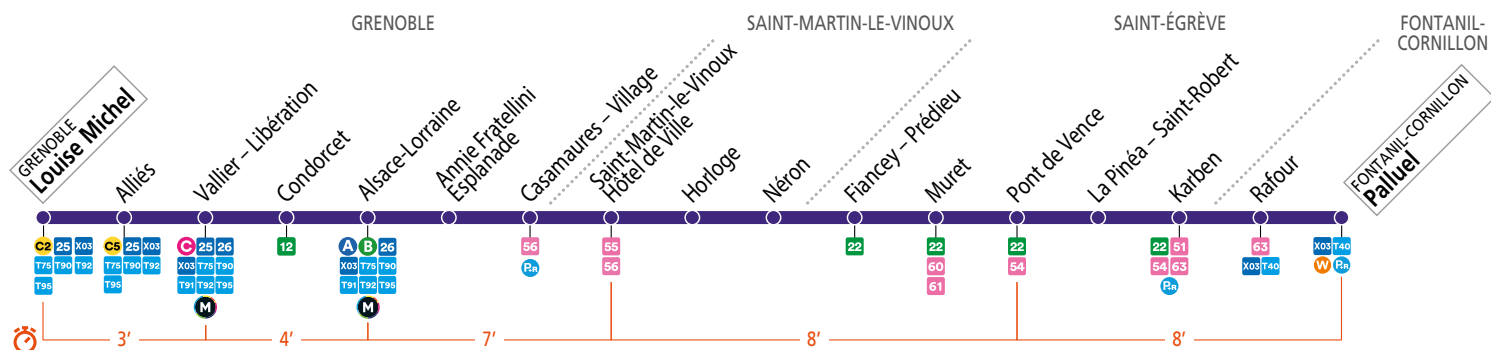 GRENOBLE
SAINT-MARTIN-LE-VINOUX
SAINT-ÉGRÈVE
FONTANIL-
CORNILLON
GRENOBLE
Louise Michel
Alliés
Vallier – Libération
Condorcet
Alsace-Lorraine
Annie Fratellini
Esplanade
Casamaures – Village
Saint-Martin-le-Vinoux
Hôtel de Ville
Horloge
Néron
Fiancey – Prédieu
Muret
Pont de Vence
La Pinéa – Saint-Robert
Karben
Rafour
FONTANIL-CORNILLON
Palluel
C2 25 X03
T75 T90 T92
T95
C5 25 X03
T75 T90 T92
T95
C 25 26
X03 T75 T90
T91 T92 T95
M
12
A B 26
X03 T75 T90
T91 T92 T95
M
56
P+R
55
56
22
22
60
61
22
54
22 51
54 63
P+R
63
X03 T40
X03 T40
W P+R
3’
4’
7’
8’
8’